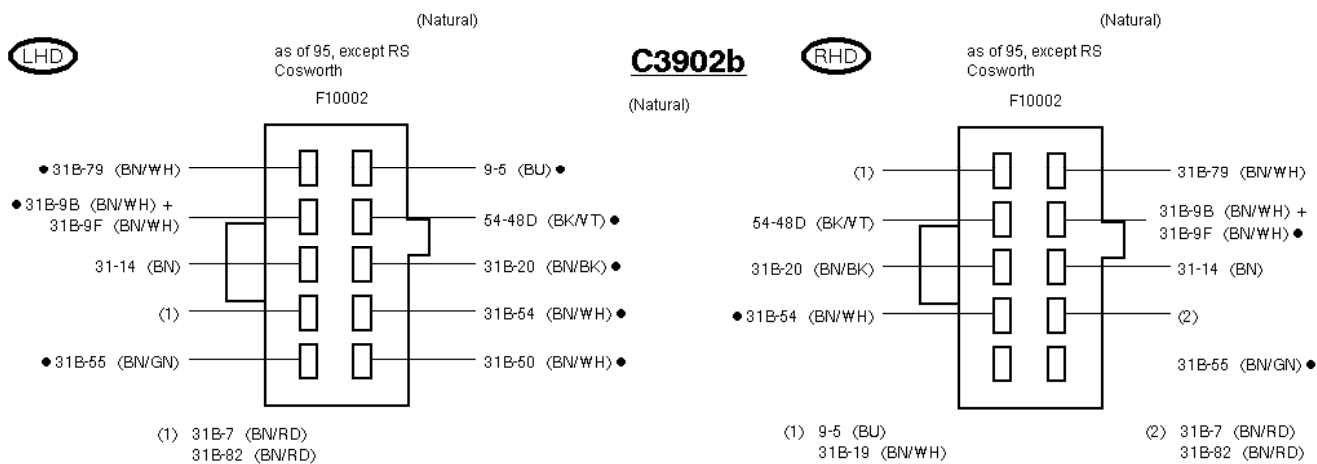 (Natural)
LHD
as of 95, except RS
Cosworth
F10002
● 31B-79 (BN/WH)
9-5 (BU) ●
● 31B-9B (BN/WH) +
31B-9F (BN/WH)
54-48D (BK/VT) ●
31-14 (BN)
31B-20 (BN/BK) ●
(1)
31B-54 (BN/WH) ●
● 31B-55 (BN/GN)
31B-50 (BN/WH) ●
(1) 31B-7 (BN/RD)
31B-82 (BN/RD)
C3902b
(Natural)
(Natural)
RHD
as of 95, except RS
Cosworth
F10002
(1)
31B-79 (BN/WH)
54-48D (BK/VT)
31B-9B (BN/WH) +
31B-9F (BN/WH) ●
31B-20 (BN/BK)
31-14 (BN)
● 31B-54 (BN/WH)
(2)
31B-55 (BN/GN) ●
(1) 9-5 (BU)
31B-19 (BN/WH)
(2) 31B-7 (BN/RD)
31B-82 (BN/RD)